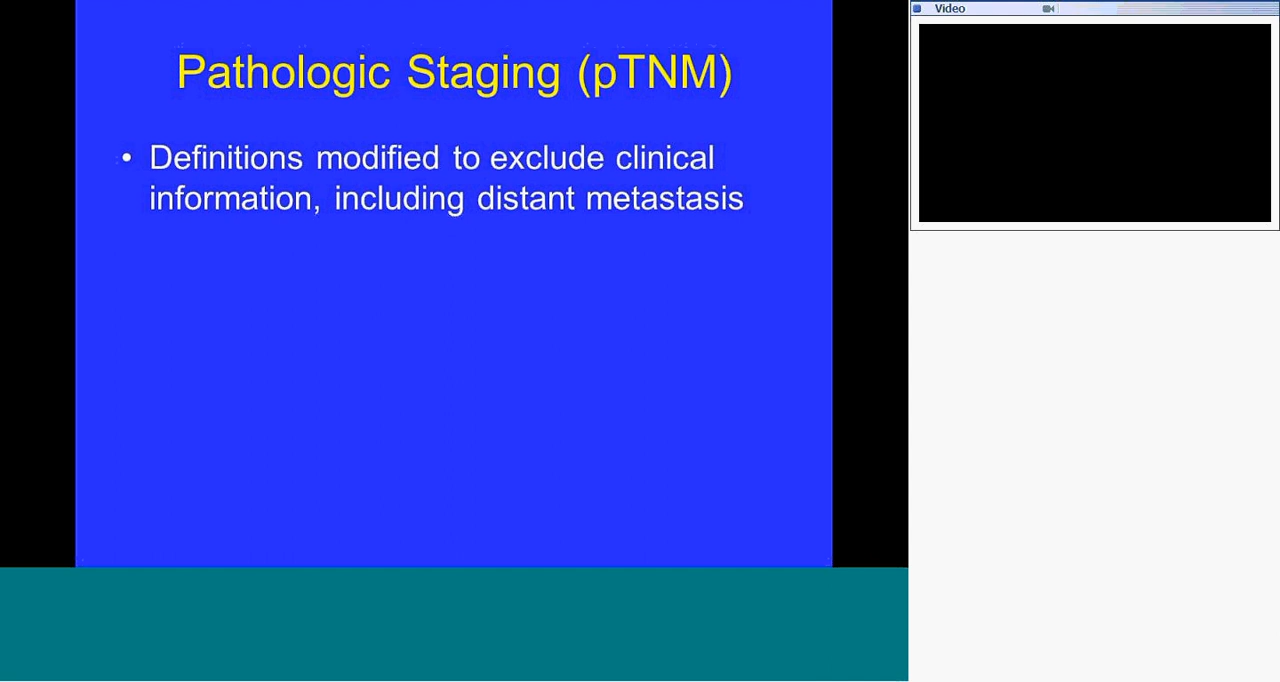 Video
Pathologic Staging (pTNM)
• Definitions modified to exclude clinical
information, including distant metastasis